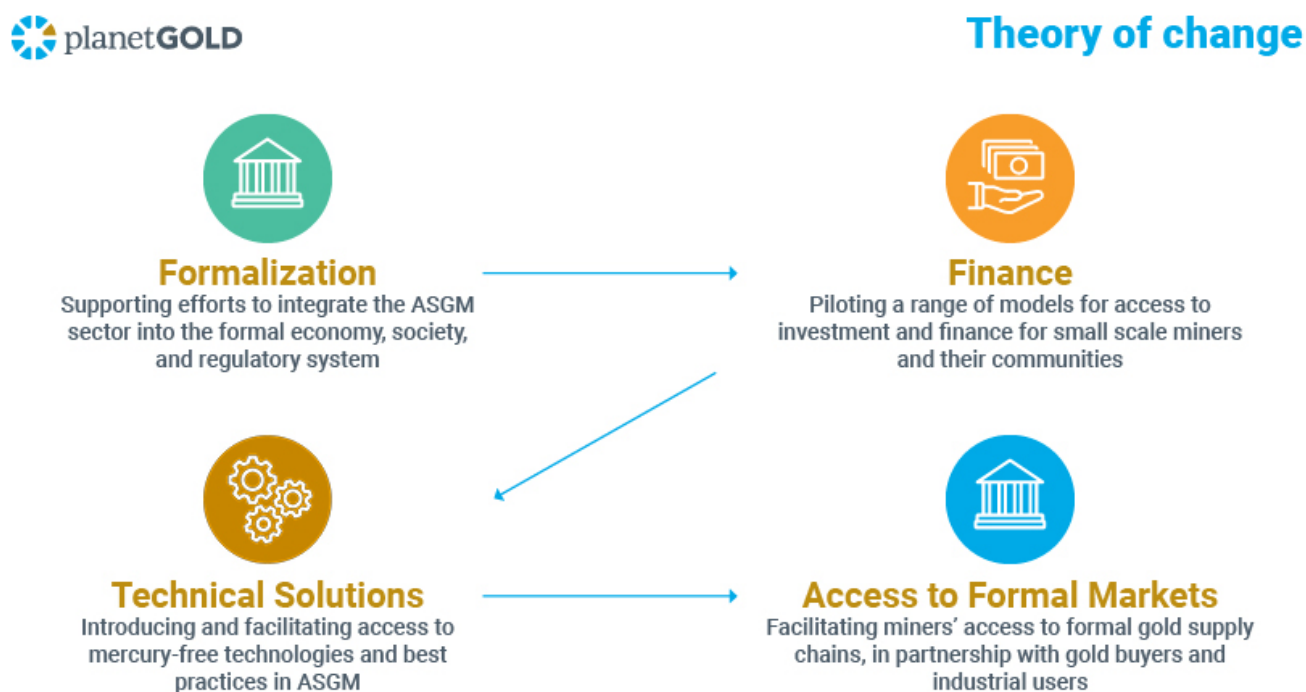 planetGOLD
Theory of change
Formalization
Supporting efforts to integrate the ASGM
sector into the formal economy, society,
and regulatory system
Finance
Piloting a range of models for access to
investment and finance for small scale miners
and their communities
Technical Solutions
Introducing and facilitating access to
mercury-free technologies and best
practices in ASGM
Access to Formal Markets
Facilitating miners’ access to formal gold supply
chains, in partnership with gold buyers and
industrial users